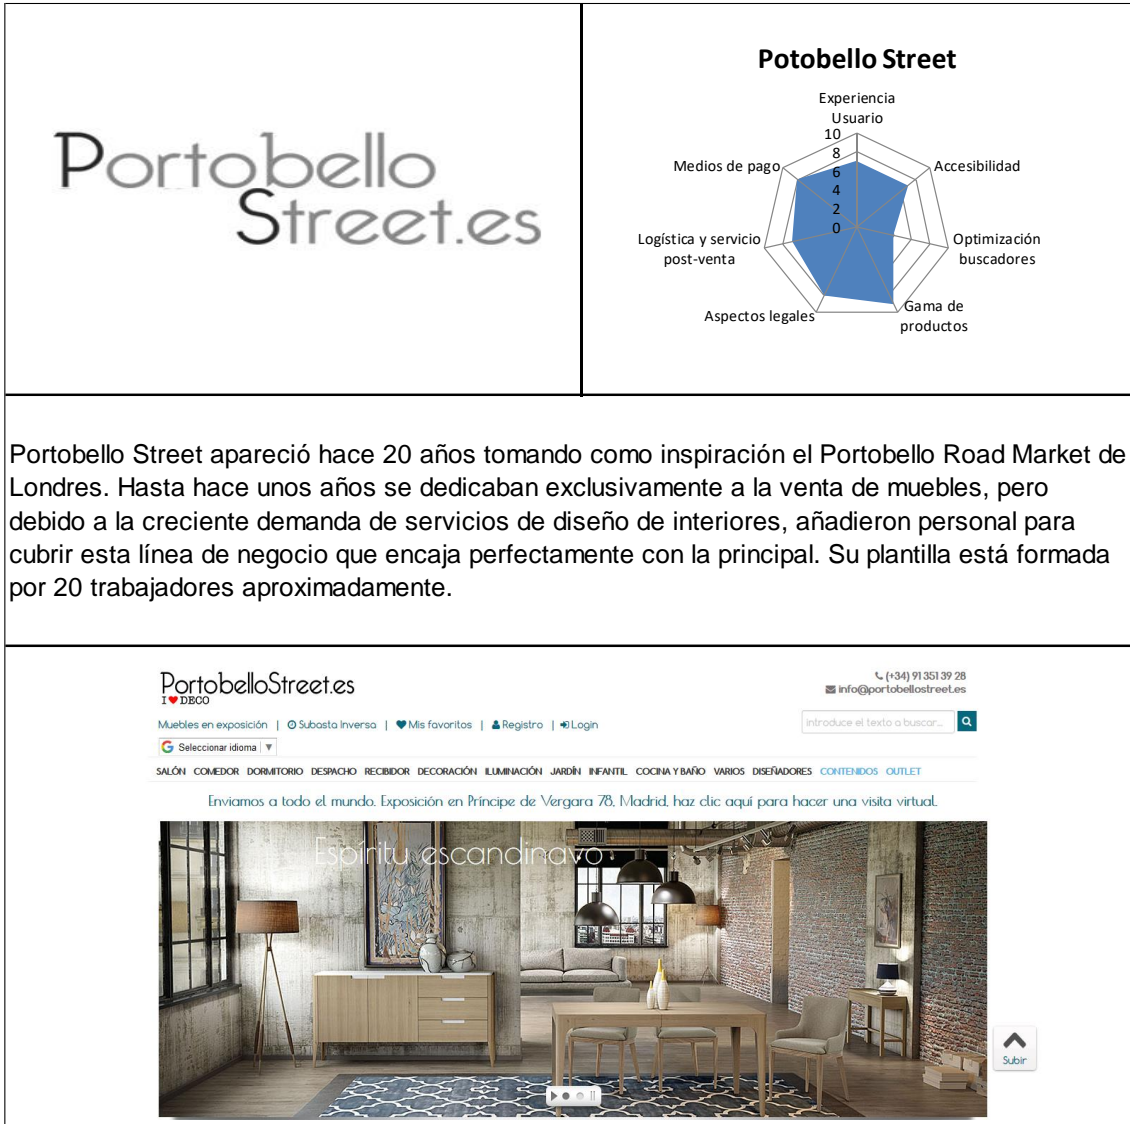 Portobello
Street.es
Potobello Street
Experiencia
Usuario
10
8
6
4
2
0
Medios de pago
Accesibilidad
Logística y servicio
post-venta
Optimización
buscadores
Aspectos legales
Gama de
productos
Portobello Street apareció hace 20 años tomando como inspiración el Portobello Road Market de
Londres. Hasta hace unos años se dedicaban exclusivamente a la venta de muebles, pero
debido a la creciente demanda de servicios de diseño de interiores, añadieron personal para
cubrir esta línea de negocio que encaja perfectamente con la principal. Su plantilla está formada
por 20 trabajadores aproximadamente.
PortobelloStreet.es
I ♥ DECO
(+34) 91 351 39 28
info@portobellostreet.es
Muebles en exposición | Subasta Inversa | Mis favoritos | Registro | Login
introduce el texto a buscar...
G Seleccionar idioma ▼
SALÓN COMEDOR DORMITORIO DESPACHO RECIBIDOR DECORACIÓN ILUMINACIÓN JARDÍN INFANTIL COCINA Y BAÑO VARIOS DISEÑADORES CONTENIDOS OUTLET
Enviamos a todo el mundo. Exposición en Príncipe de Vergara 78, Madrid, haz clic aquí para hacer una visita virtual.
Espíritu escandinavo
Subir